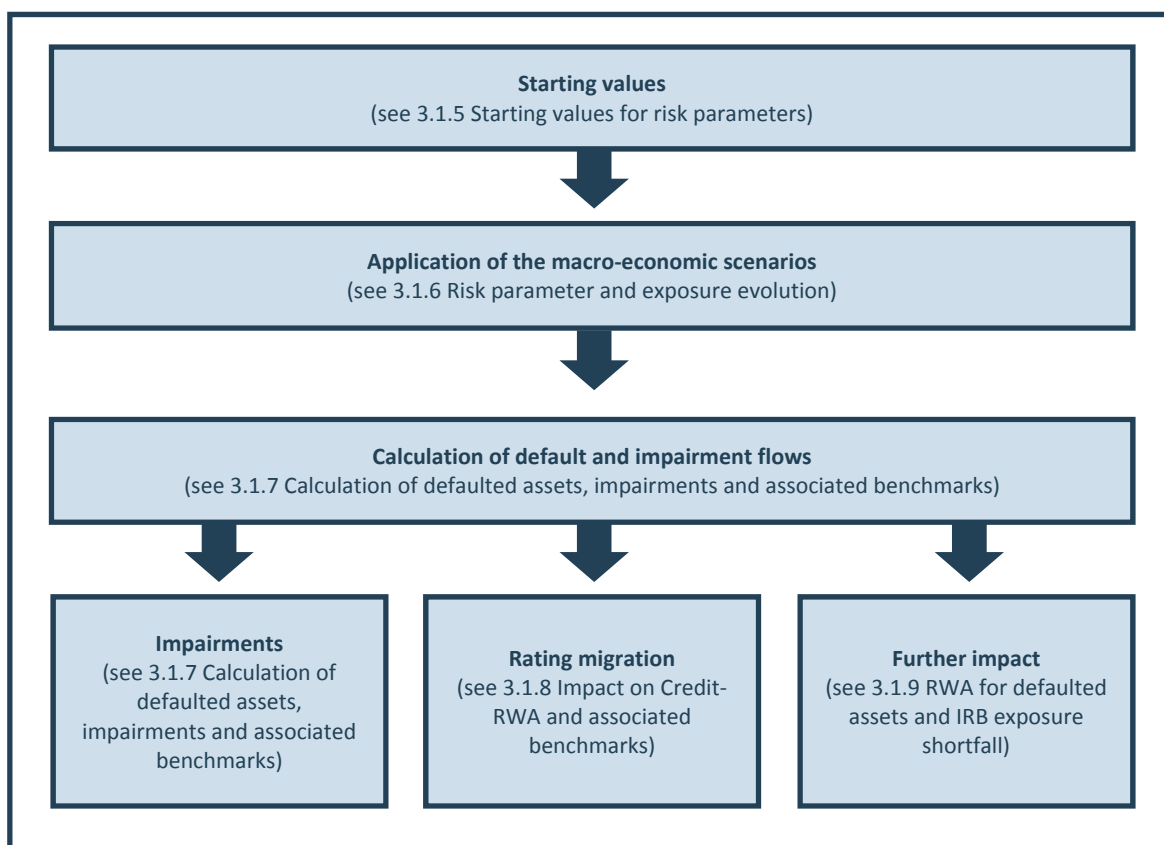 Starting values
(see 3.1.5 Starting values for risk parameters)
Application of the macro-economic scenarios
(see 3.1.6 Risk parameter and exposure evolution)
Calculation of default and impairment flows
(see 3.1.7 Calculation of defaulted assets, impairments and associated benchmarks)
Impairments
(see 3.1.7 Calculation of
defaulted assets,
impairments and associated
benchmarks)
Rating migration
(see 3.1.8 Impact on Credit-
RWA and associated
benchmarks)
Further impact
(see 3.1.9 RWA for defaulted
assets and IRB exposure
shortfall)